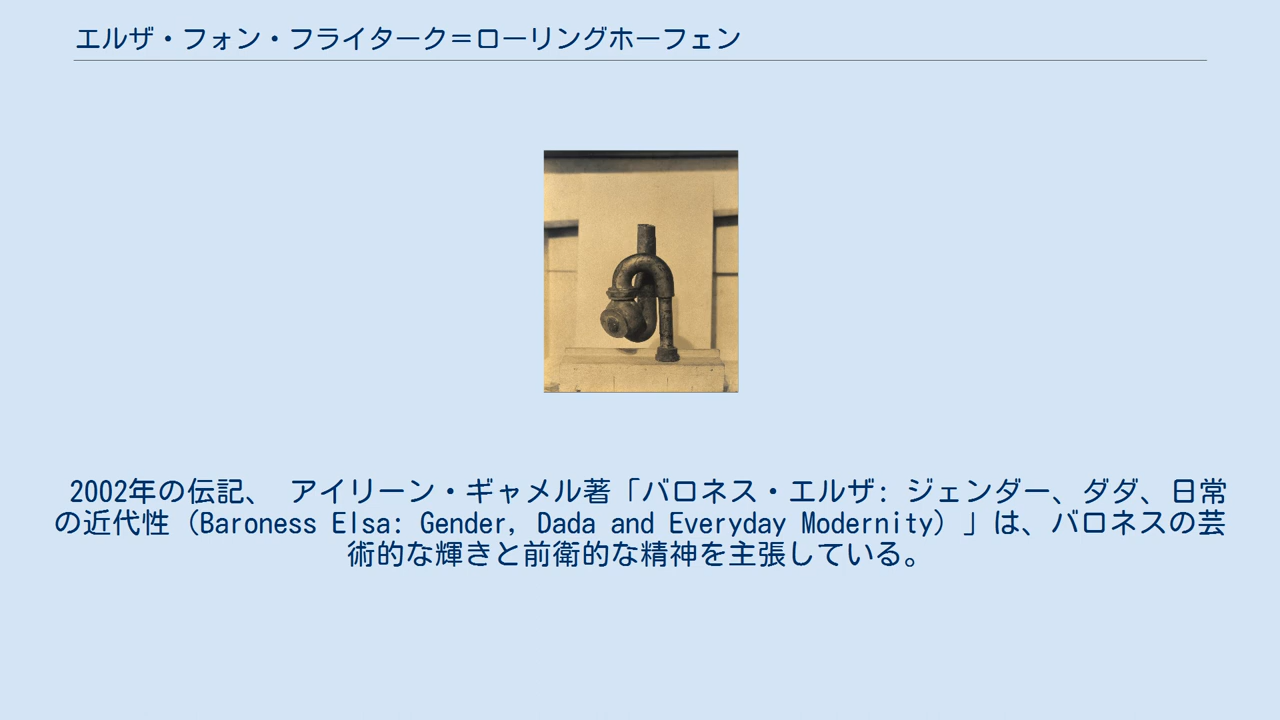 エルザ・フォン・フライターク＝ローリングホーフェン
2002年の伝記、 アイリーン・ギャメル著「バロネス・エルザ: ジェンダー、ダダ、日常
の近代性（Baroness Elsa: Gender, Dada and Everyday Modernity）」は、バロネスの芸
術的な輝きと前衛的な精神を主張している。